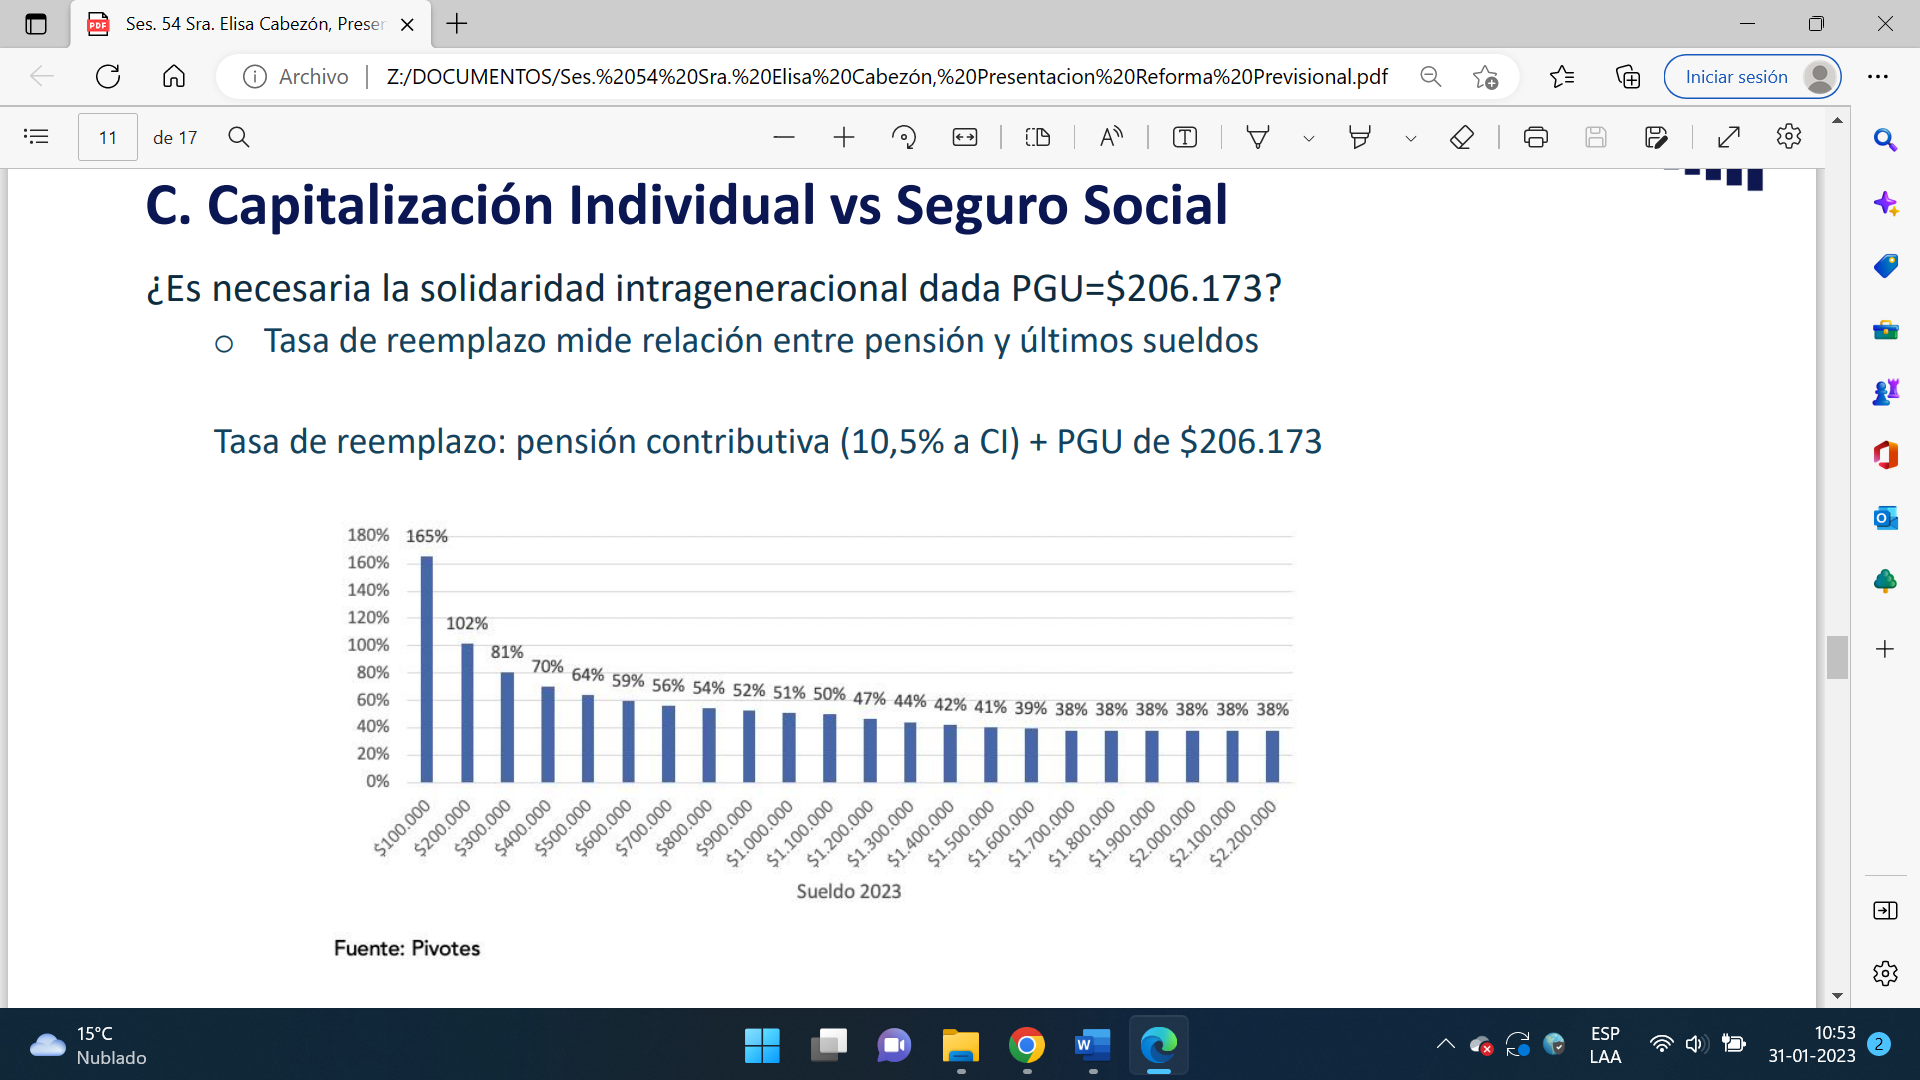 Ses. 54 Sra. Elisa Cabezón, Preser
Archivo
Z:/DOCUMENTOS/Ses.%2054%20Sra.%20Elisa%20Cabezón,%20Presentacion%20Reforma%20Previsional.pdf
Iniciar sesión
11 de 17
C. Capitalización Individual vs Seguro Social
¿Es necesaria la solidaridad intrageneracional dada PGU=$206.173?
o Tasa de reemplazo mide relación entre pensión y últimos sueldos
Tasa de reemplazo: pensión contributiva (10,5% a CI) + PGU de $206.173
180%
160%
140%
120%
100%
80%
60%
40%
20%
0%
165% 102% 81% 70% 64% 59% 56% 54% 52% 51% 50% 47% 44% 42% 41% 39% 38% 38% 38% 38% 38% 38%
$100.000 $200.000 $300.000 $400.000 $500.000 $600.000 $700.000 $800.000 $900.000 $1.000.000 $1.100.000 $1.200.000 $1.300.000 $1.400.000 $1.500.000 $1.600.000 $1.700.000 $1.800.000 $1.900.000 $2.000.000 $2.100.000 $2.200.000
Sueldo 2023
Fuente: Pivotes
15°C
Nublado
ESP
LAA
10:53
31-01-2023
2